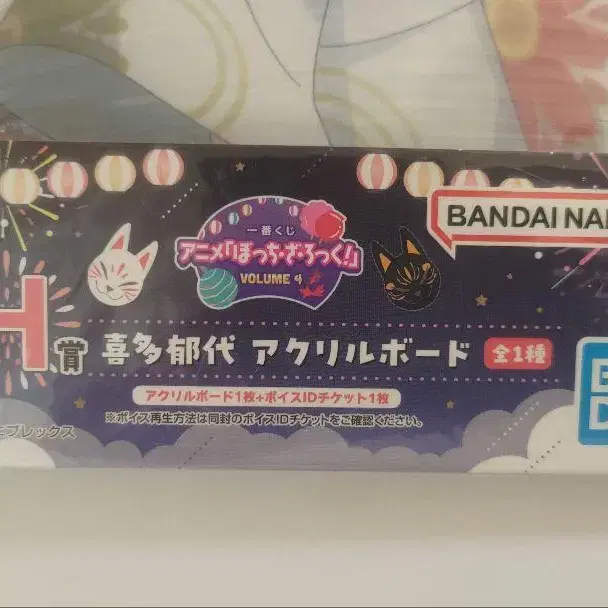 一番くじ
アニメ「ぼっち・ざ・ろっく!」
VOLUME 4
BANDAI NAM
H賞 喜多郁代 アクリルボード 全1種
アクリルボード1枚+ボイスIDチケット1枚
※ボイス再生方法は同封のボイスIDチケットをご確認ください。
ニプレックス